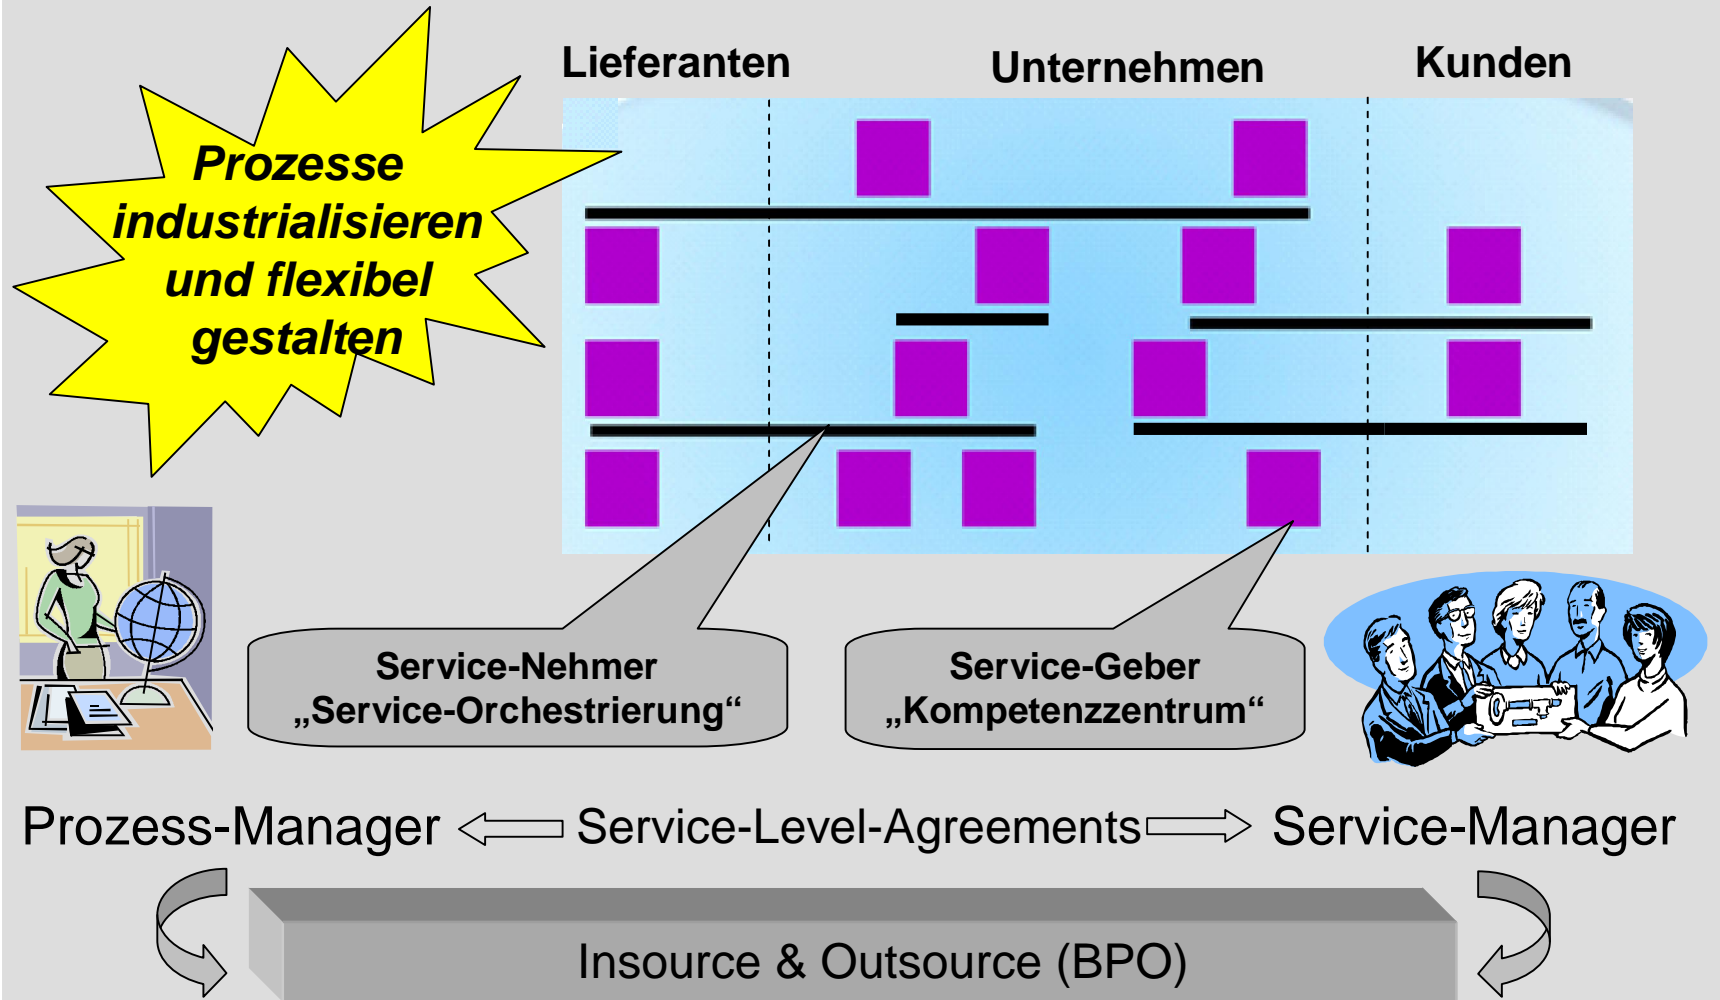 Lieferanten
Unternehmen
Kunden
Prozesse
industrialisieren
und flexibel
gestalten
Service-Nehmer
„Service-Orchestrierung“
Service-Geber
„Kompetenzzentrum“
Prozess-Manager
Service-Level-Agreements
Service-Manager
Insource & Outsource (BPO)